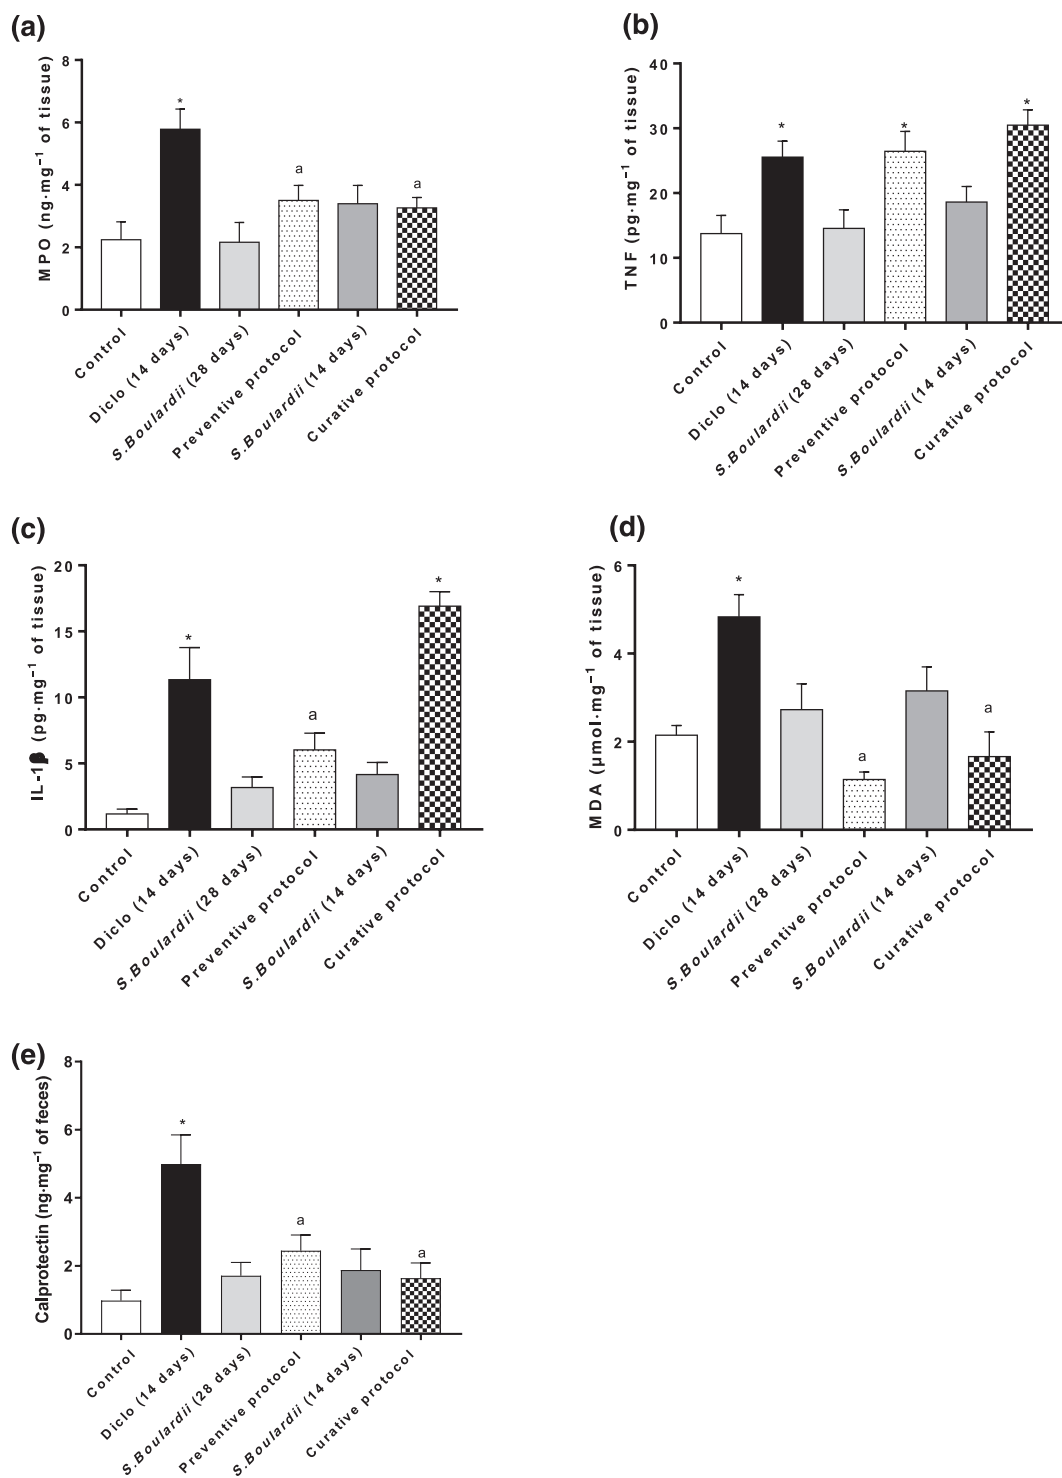 (a)
MPO (ng·mg⁻¹ of tissue)
8
6
4
2
0
*
a
a
Control
Diclo (14 days)
S.Boulardii (28 days)
Preventive protocol
S.Boulardii (14 days)
Curative protocol
(b)
TNF (pg·mg⁻¹ of tissue)
40
30
20
10
0
*
*
*
Control
Diclo (14 days)
S.Boulardii (28 days)
Preventive protocol
S.Boulardii (14 days)
Curative protocol
(c)
IL-1β (pg·mg⁻¹ of tissue)
20
15
10
5
0
*
a
*
Control
Diclo (14 days)
S.Boulardii (28 days)
Preventive protocol
S.Boulardii (14 days)
Curative protocol
(d)
MDA (µmol·mg⁻¹ of tissue)
6
4
2
0
*
a
a
Control
Diclo (14 days)
S.Boulardii (28 days)
Preventive protocol
S.Boulardii (14 days)
Curative protocol
(e)
Calprotectin (ng·mg⁻¹ of feces)
8
6
4
2
0
*
a
a
Control
Diclo (14 days)
S.Boulardii (28 days)
Preventive protocol
S.Boulardii (14 days)
Curative protocol